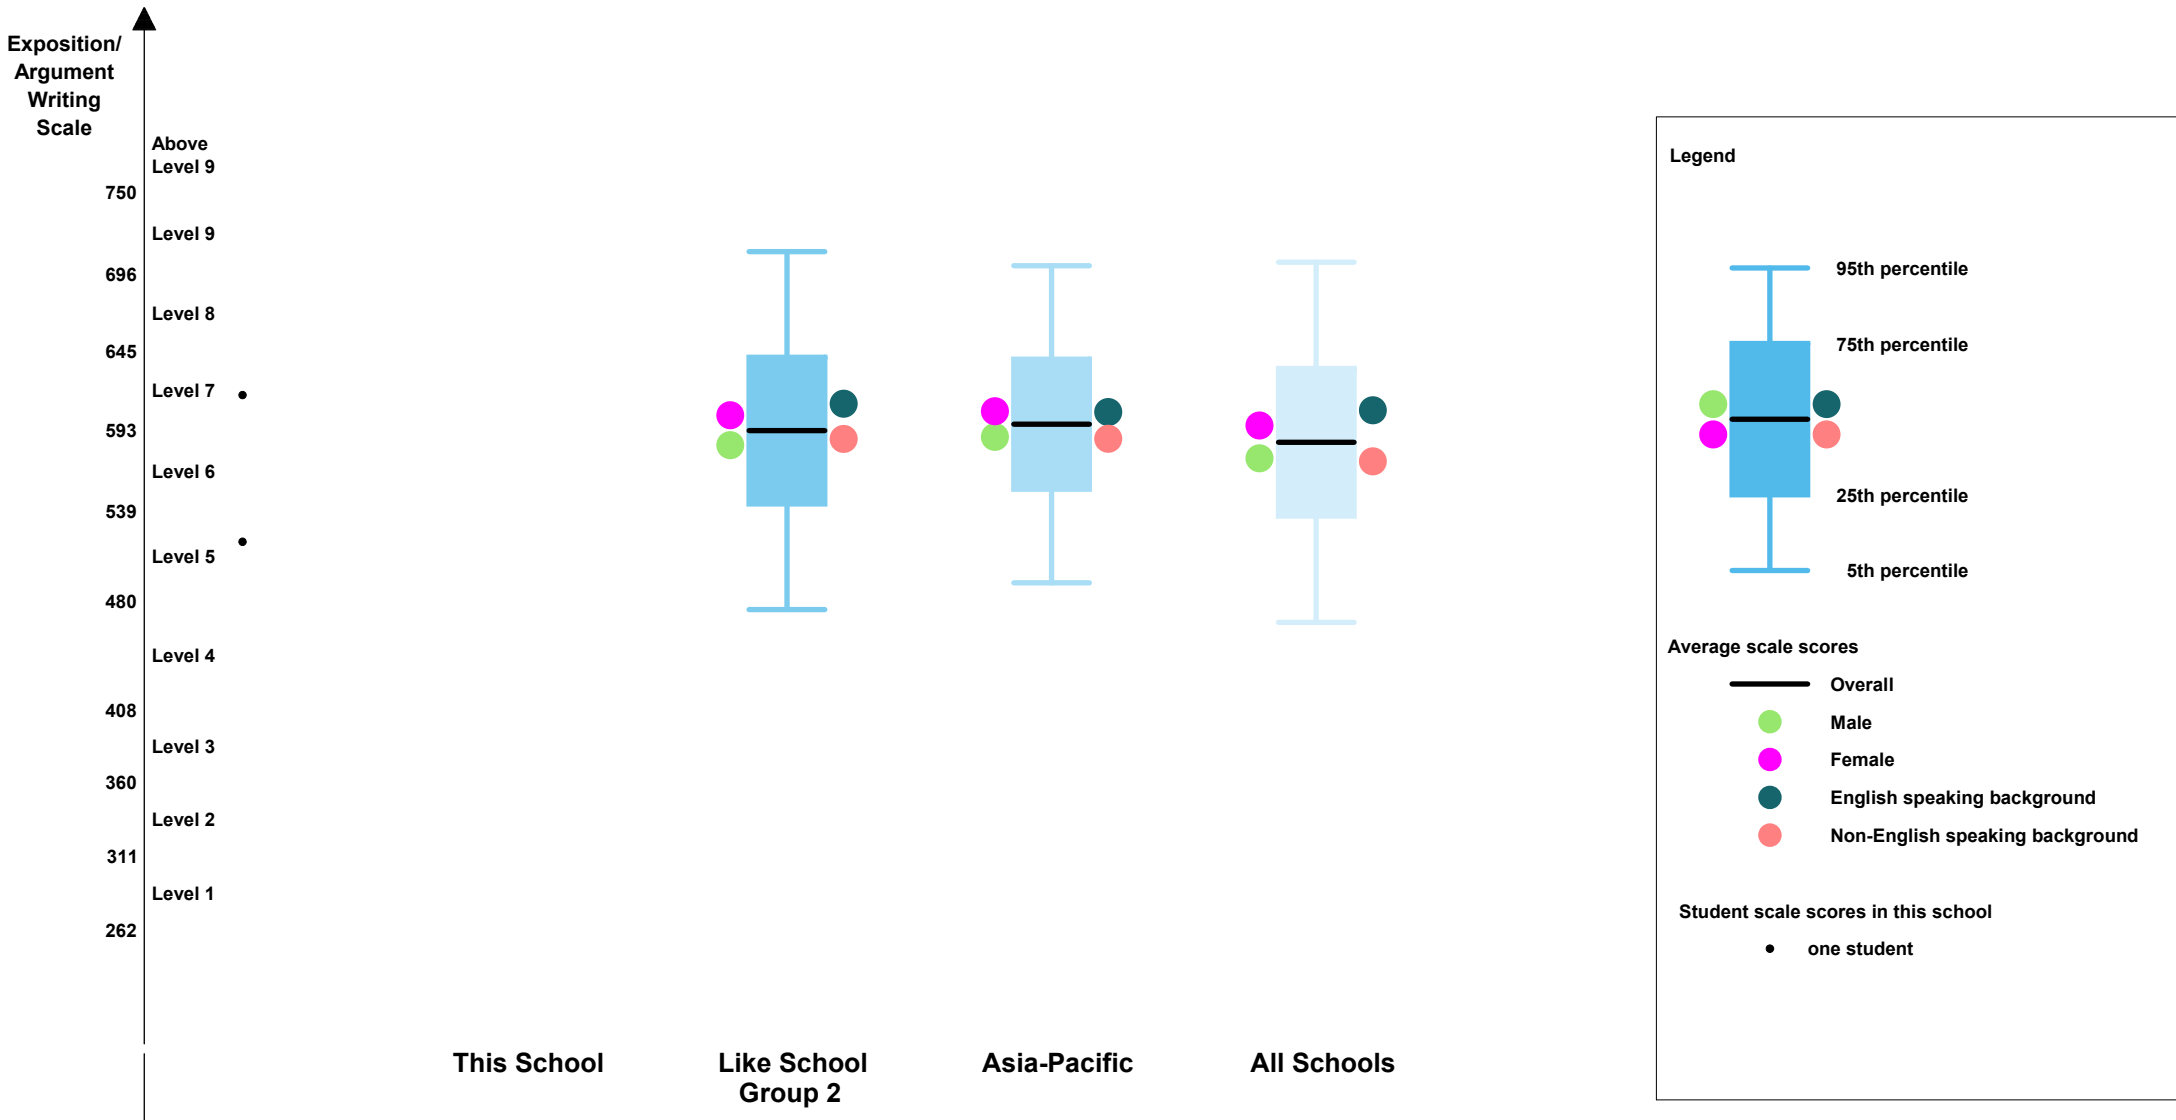 Exposition/
Argument
Writing
Scale
Above
Level 9
750
Level 9
696
Level 8
645
Level 7
593
Level 6
539
Level 5
480
Level 4
408
Level 3
360
Level 2
311
Level 1
262
This School
Like School
Group 2
Asia-Pacific
All Schools
Legend
95th percentile
75th percentile
25th percentile
5th percentile
Average scale scores
Overall
Male
Female
English speaking background
Non-English speaking background
Student scale scores in this school
one student